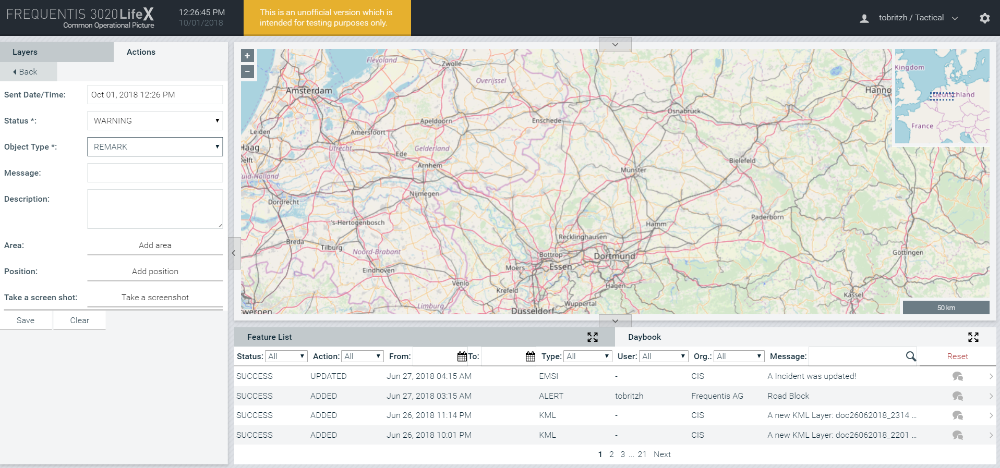 FREQUENTIS 3020 LifeX
Common Operational Picture
12:26:45 PM
10/01/2018
This is an unofficial version which is
intended for testing purposes only.
tobritzh / Tactical
Layers
Actions
Back
Sent Date/Time:
Oct 01, 2018 12:26 PM
Status *:
WARNING
Object Type *:
REMARK
Message:
Description:
Area:
Add area
Position:
Add position
Take a screen shot:
Take a screenshot
Save
Clear
+
−
Flevoland
Zwolle
Overijssel
Amsterdam
Hanno
Osnabrück
Apeldoorn
Enschede
Leiden
Amersfoort
Haag
Utrecht
Gelderland
Ede
Delft
Arnhem
Bielefeld
Münster
uid-Holland
Nijmegen
Dordrecht
Paderborn
's-Hertogenbosch
Hamm
Recklinghausen
Breda
Tilburg
Noord-Brabant
Bottrop
Dortmund
Göttingen
Moers
Essen
Eindhoven
Venlo
Krefeld
Hagen
Kassel
Limburg
Wuppertal
werpen
Düsseldorf
Kingdom
Deutschland
France
50 km
Feature List
Daybook
Status: All
Action: All
From:
To:
Type: All
User: All
Org.: All
Message:
Reset
SUCCESS UPDATED Jun 27, 2018 04:15 AM EMSI - CIS A Incident was updated!
SUCCESS ADDED Jun 27, 2018 03:15 AM ALERT tobritzh Frequentis AG Road Block
SUCCESS ADDED Jun 26, 2018 11:14 PM KML - CIS A new KML Layer: doc26062018_2314 ...
SUCCESS ADDED Jun 26, 2018 10:01 PM KML - CIS A new KML Layer: doc26062018_2201 ...
1 2 3 ... 21 Next